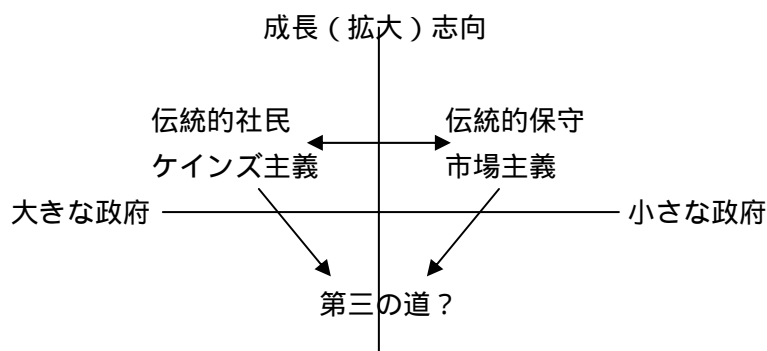 成長（拡大）志向
伝統的社民
伝統的保守
ケインズ主義
市場主義
大きな政府
小さな政府
第三の道？